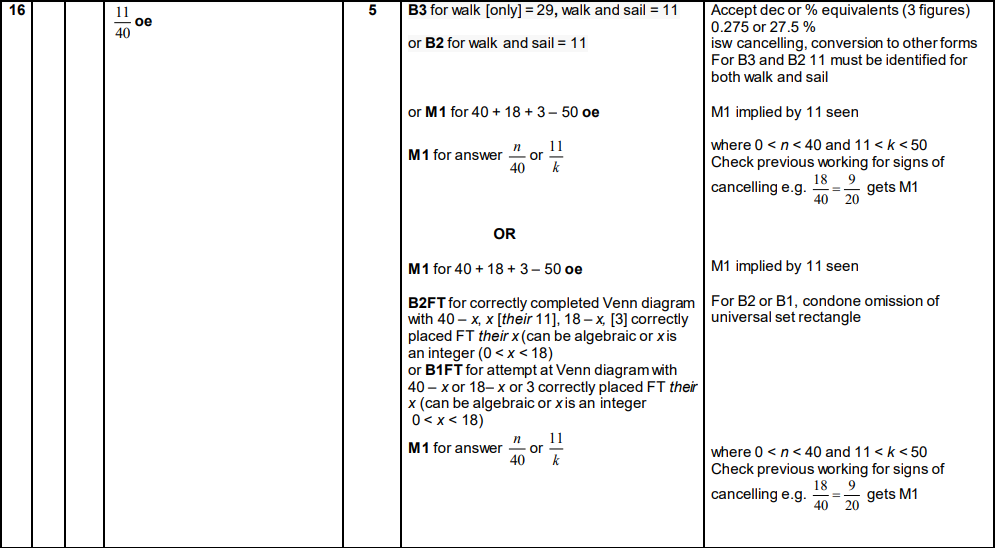 16
11/40 oe
5
B3 for walk [only] = 29, walk and sail = 11
or B2 for walk and sail = 11
or M1 for 40 + 18 + 3 – 50 oe
M1 for answer n/40 or 11/k
OR
M1 for 40 + 18 + 3 – 50 oe
B2FT for correctly completed Venn diagram
with 40 – x, x [their 11], 18 – x, [3] correctly
placed FT their x (can be algebraic or x is
an integer (0 < x < 18)
or B1FT for attempt at Venn diagram with
40 – x or 18– x or 3 correctly placed FT their
x (can be algebraic or x is an integer
0 < x < 18)
M1 for answer n/40 or 11/k
Accept dec or % equivalents (3 figures)
0.275 or 27.5 %
isw cancelling, conversion to other forms
For B3 and B2 11 must be identified for
both walk and sail
M1 implied by 11 seen
where 0 < n < 40 and 11 < k < 50
Check previous working for signs of
cancelling e.g. 18/40 = 9/20 gets M1
M1 implied by 11 seen
For B2 or B1, condone omission of
universal set rectangle
where 0 < n < 40 and 11 < k < 50
Check previous working for signs of
cancelling e.g. 18/40 = 9/20 gets M1